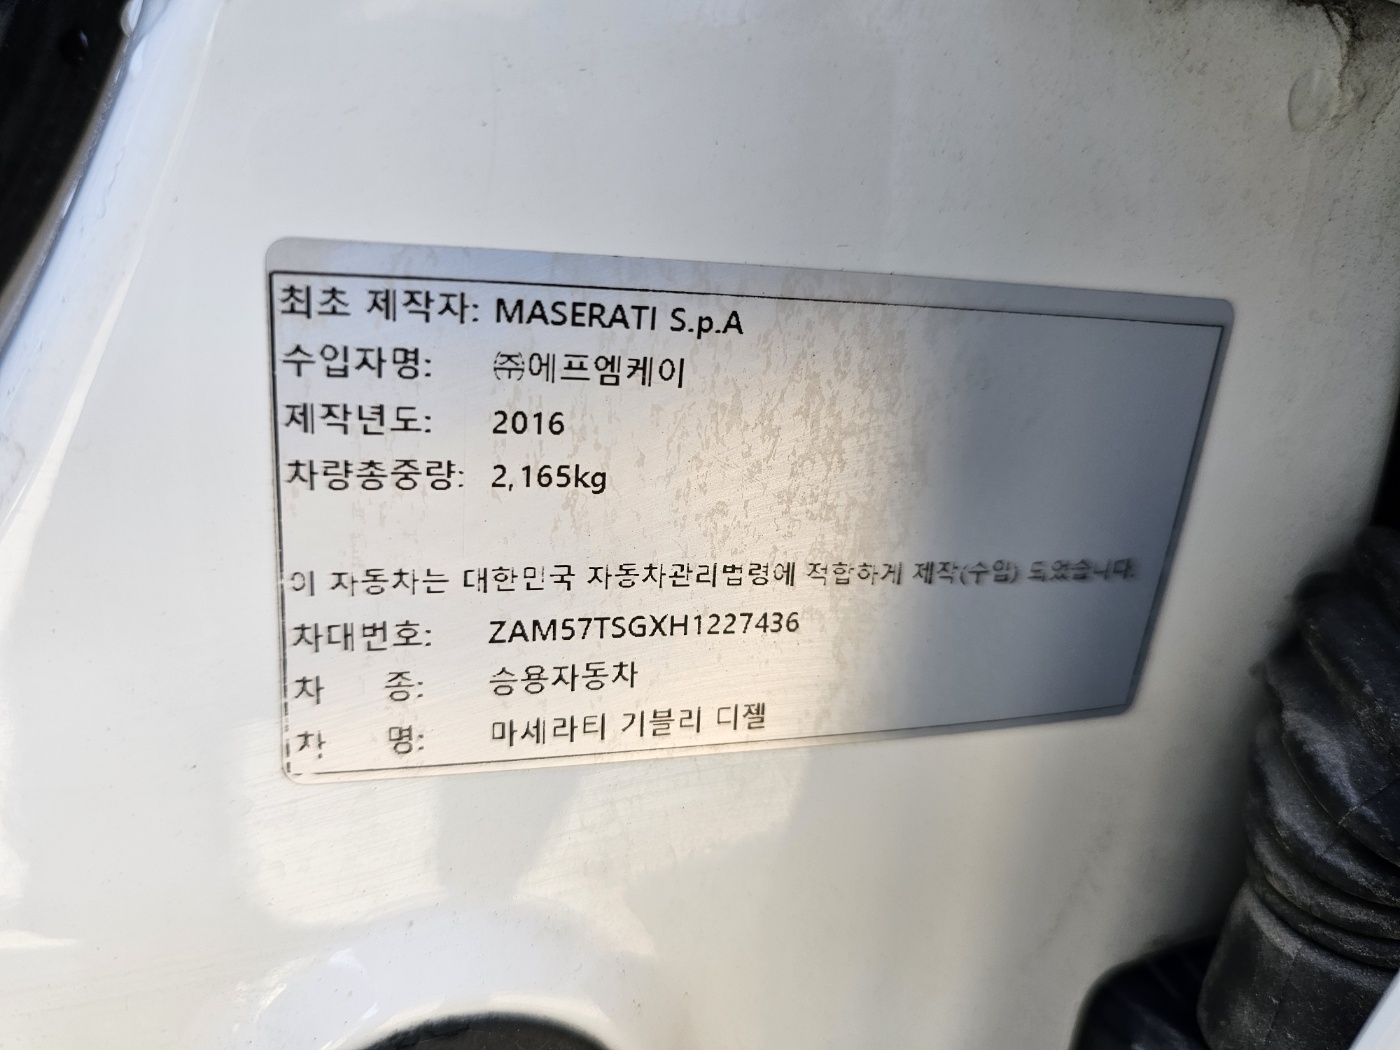 최초 제작자: MASERATI S.p.A
수입자명: ㈜에프엠케이
제작년도: 2016
차량총중량: 2,165kg
이 자동차는 대한민국 자동차관리법령에 적합하게 제작(수입) 되었습니다.
차대번호: ZAM57TSGXH1227436
차 종: 승용자동차
차 명: 마세라티 기블리 디젤